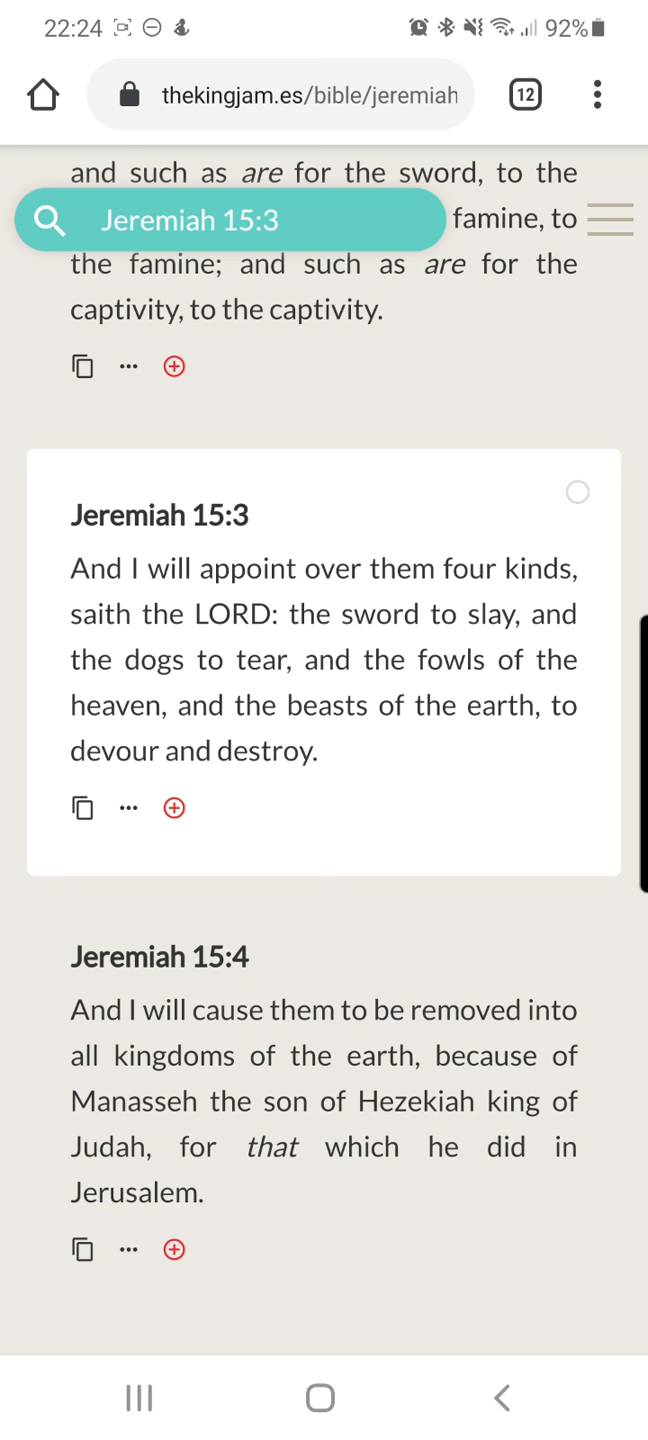 22:24 92%
thekingjam.es/bible/jeremiah 12
and such as are for the sword, to the
Jeremiah 15:3 famine, to
the famine; and such as are for the
captivity, to the captivity.
Jeremiah 15:3
And I will appoint over them four kinds,
saith the LORD: the sword to slay, and
the dogs to tear, and the fowls of the
heaven, and the beasts of the earth, to
devour and destroy.
Jeremiah 15:4
And I will cause them to be removed into
all kingdoms of the earth, because of
Manasseh the son of Hezekiah king of
Judah, for that which he did in
Jerusalem.